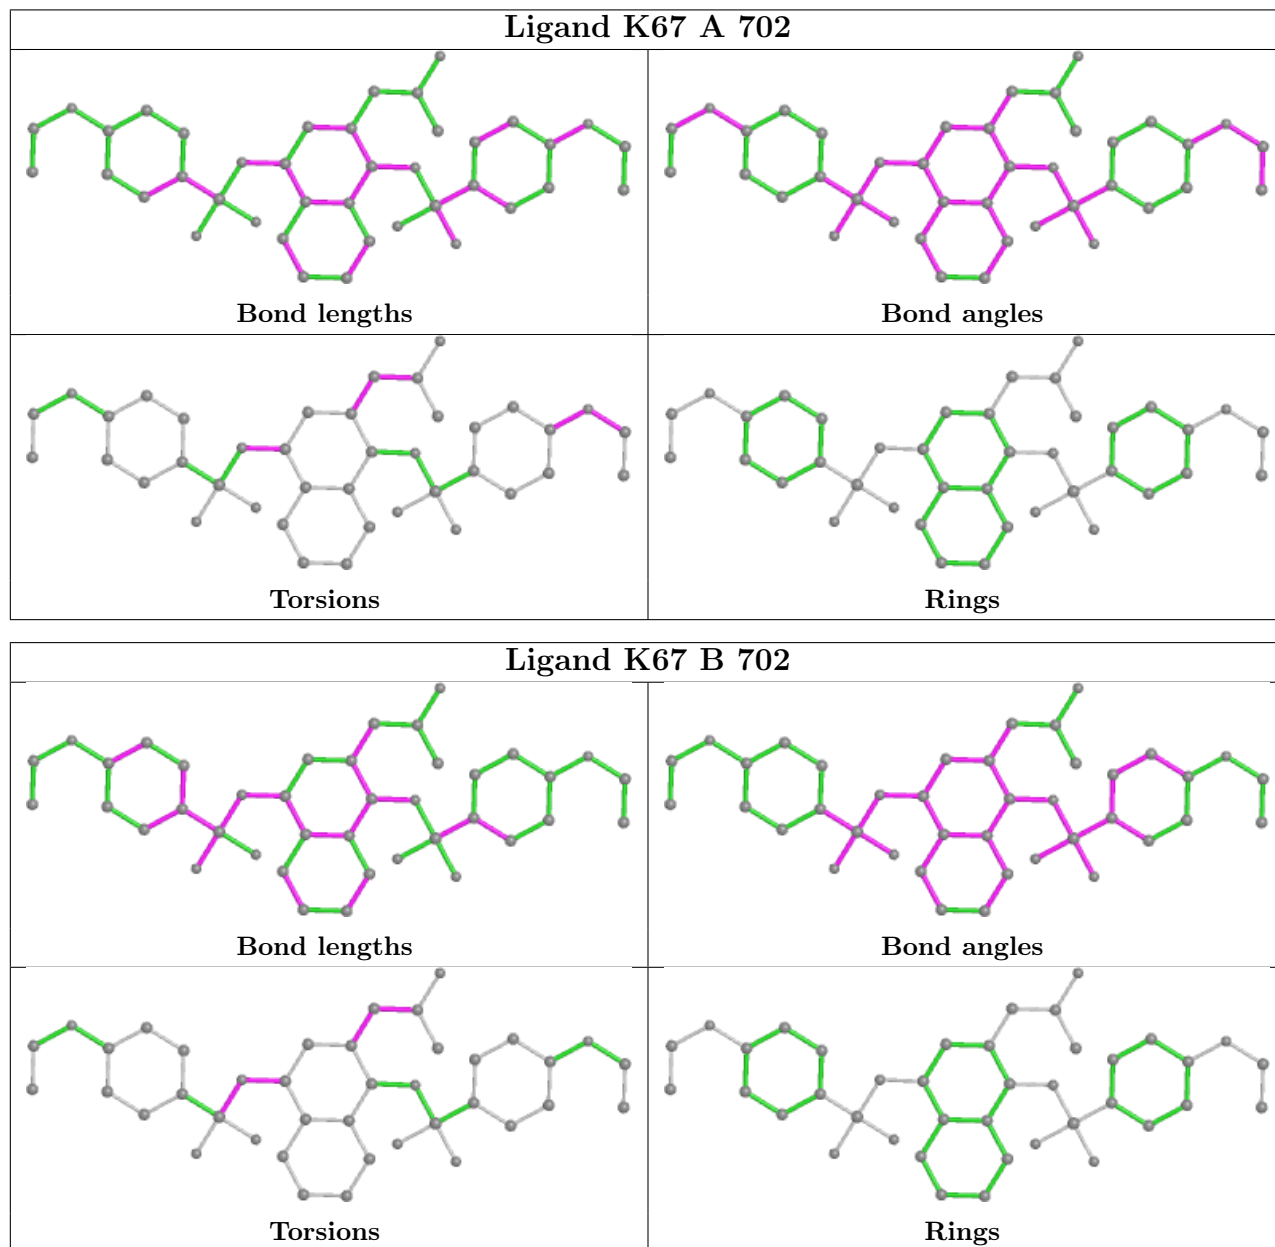 Ligand K67 A 702
Bond lengths
Bond angles
Torsions
Rings
Ligand K67 B 702
Bond lengths
Bond angles
Torsions
Rings